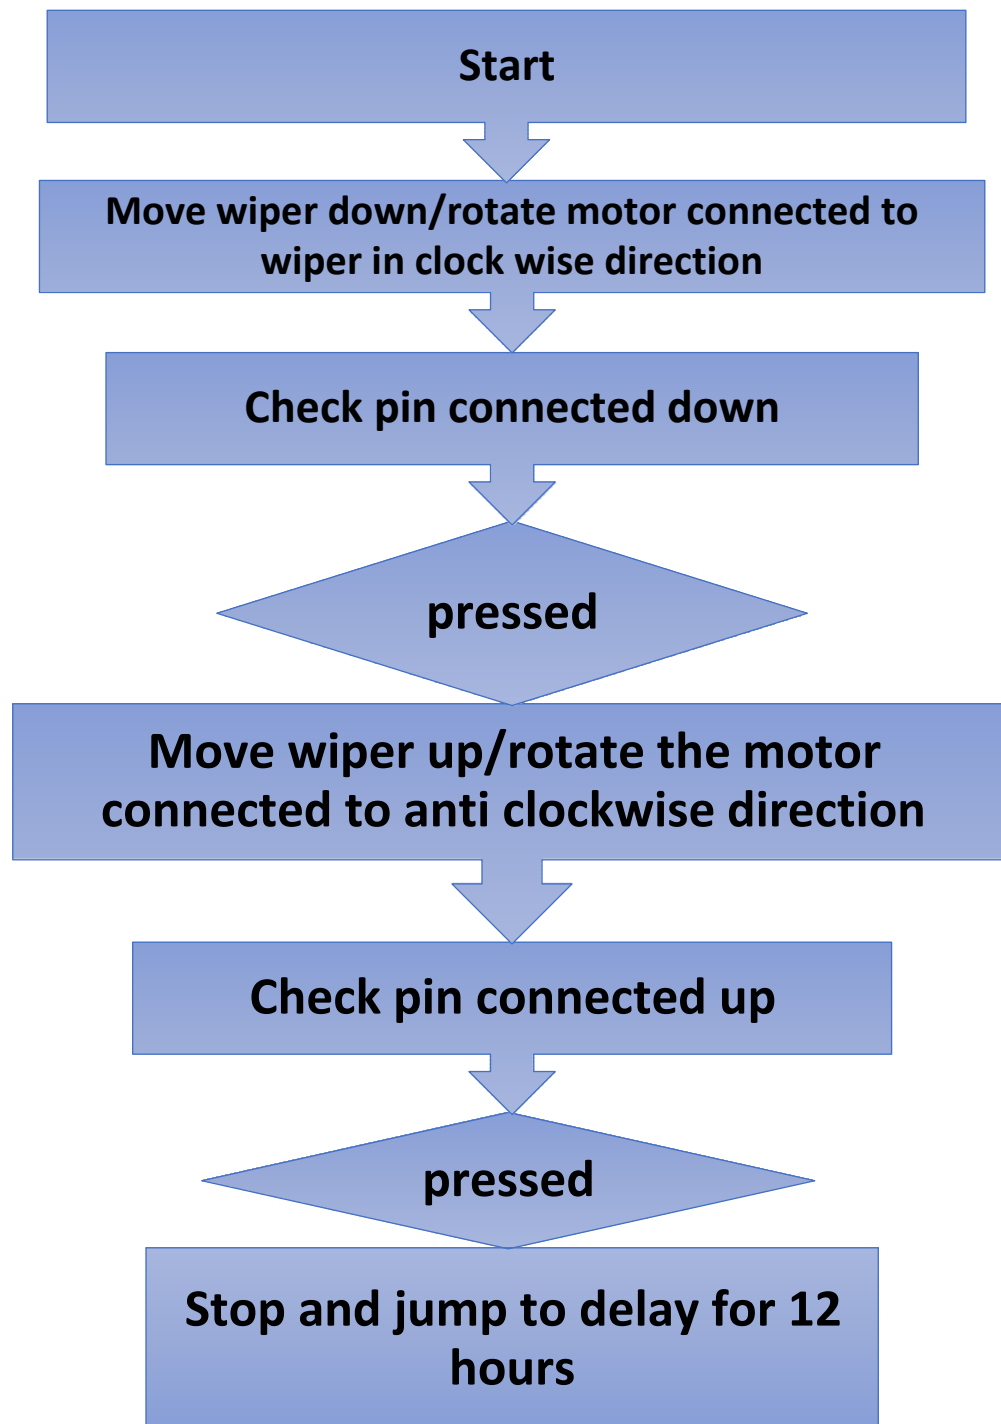 Start
Move wiper down/rotate motor connected to
wiper in clock wise direction
Check pin connected down
pressed
Move wiper up/rotate the motor
connected to anti clockwise direction
Check pin connected up
pressed
Stop and jump to delay for 12
hours